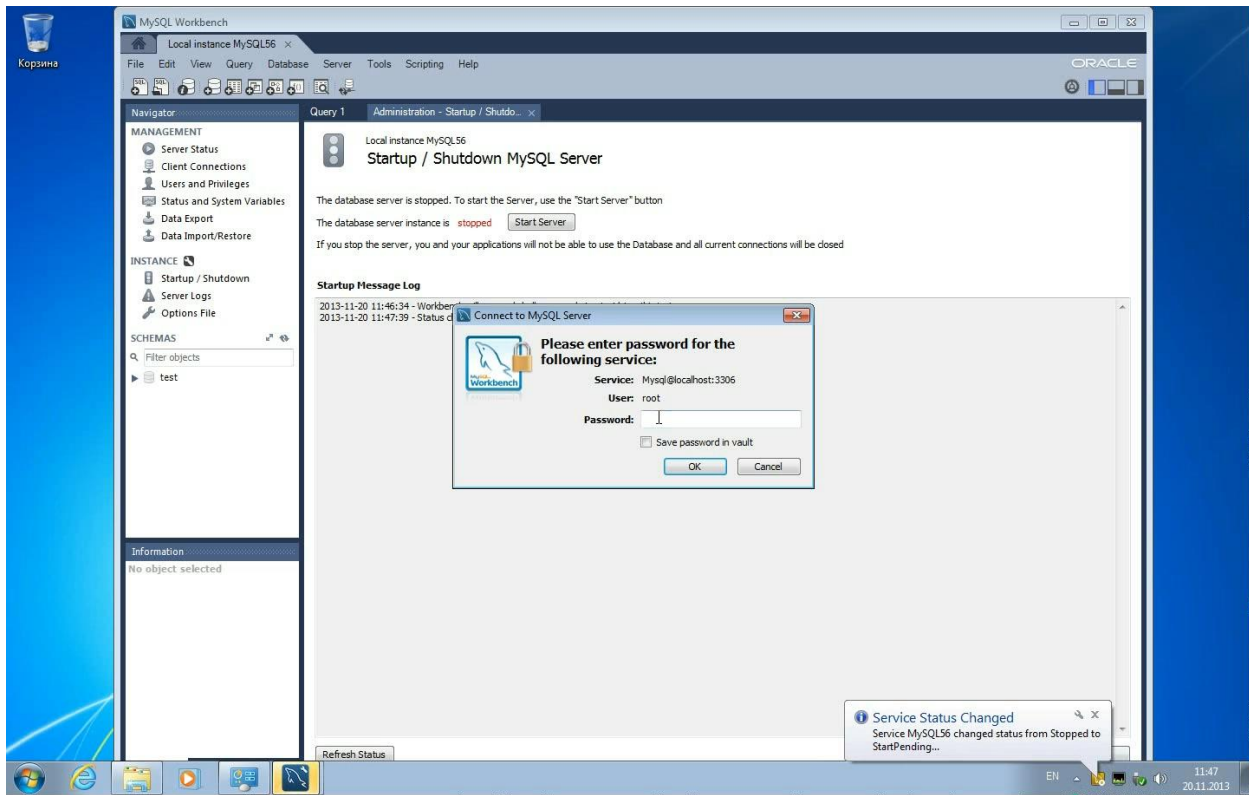 Корзина
MySQL Workbench
Local instance MySQL56
File Edit View Query Database Server Tools Scripting Help
ORACLE
Navigator
MANAGEMENT
Server Status
Client Connections
Users and Privileges
Status and System Variables
Data Export
Data Import/Restore
INSTANCE
Startup / Shutdown
Server Logs
Options File
SCHEMAS
Filter objects
test
Information
No object selected
Query 1 Administration - Startup / Shutdo...
Local instance MySQL56
Startup / Shutdown MySQL Server
The database server is stopped. To start the Server, use the "Start Server" button
The database server instance is stopped Start Server
If you stop the server, you and your applications will not be able to use the Database and all current connections will be closed
Startup Message Log
2013-11-20 11:46:34 -
2013-11-20 11:47:39 - Status
Connect to MySQL Server
Please enter password for the
following service:
MySQL
Workbench
Service: Mysql@localhost:3306
User: root
Password:
Save password in vault
OK Cancel
Refresh Status
Service Status Changed
Service MySQL56 changed status from Stopped to
StartPending...
EN
11:47
20.11.2013